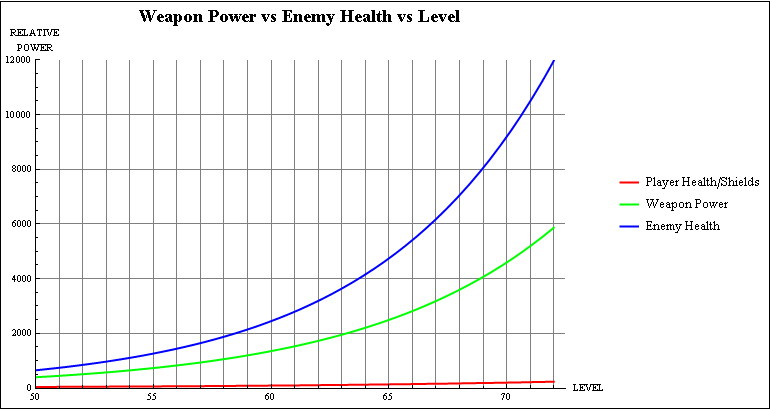 Weapon Power vs Enemy Health vs Level
RELATIVE
POWER
12000
10000
8000
6000
4000
2000
0
50
55
60
65
70
LEVEL
Player Health/Shields
Weapon Power
Enemy Health